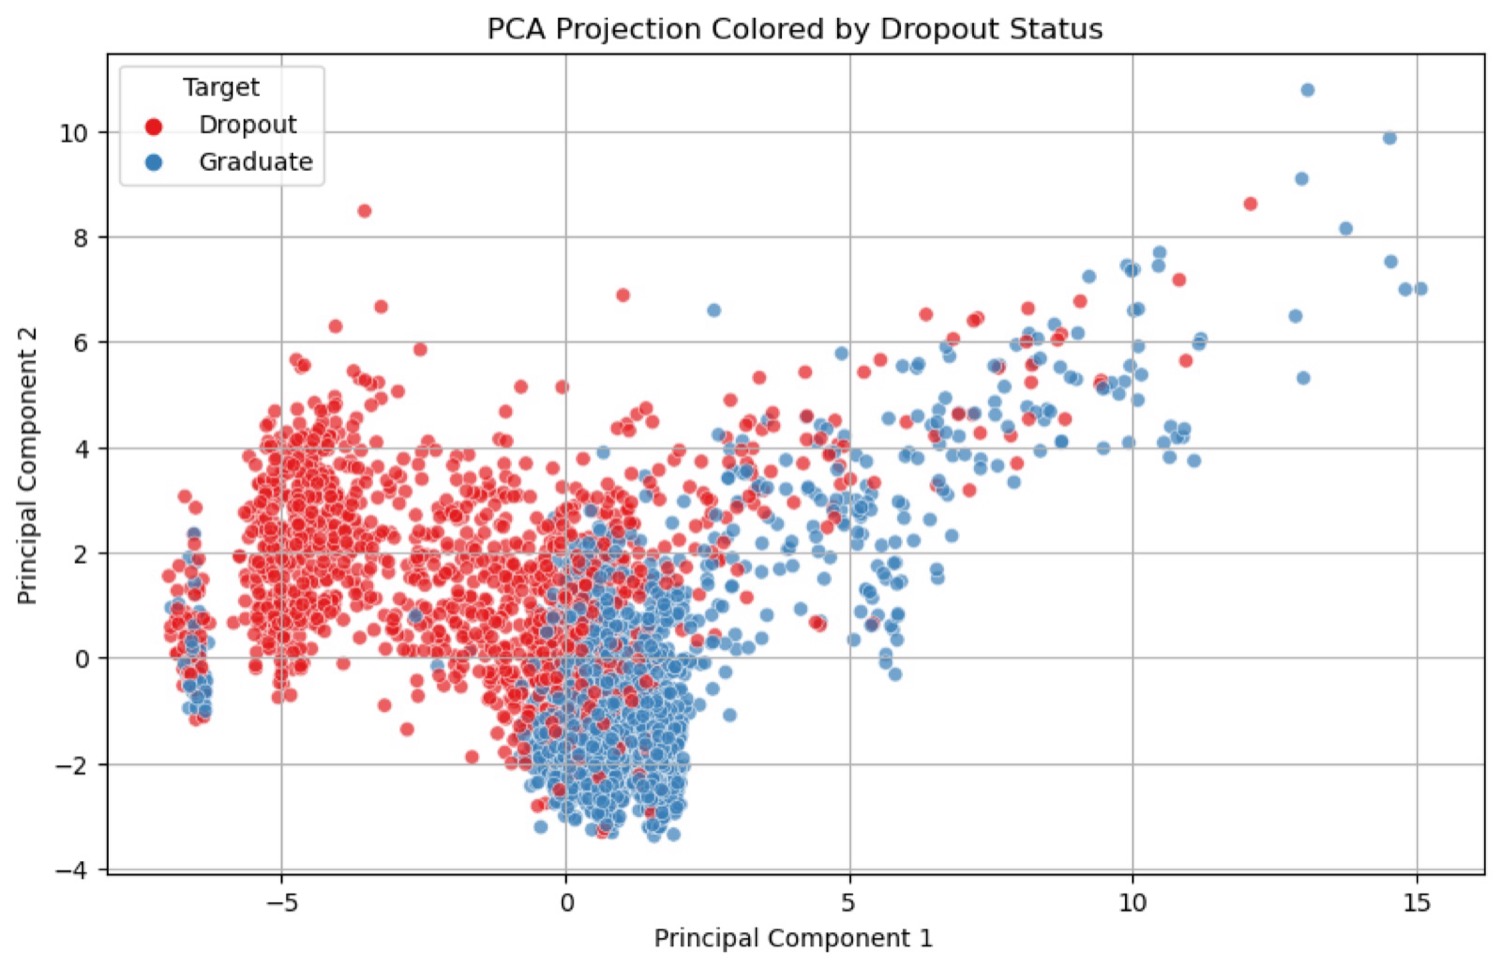 PCA Projection Colored by Dropout Status
Target
Dropout
Graduate
10
8
6
4
2
0
−2
−4
Principal Component 2
−5
0
5
10
15
Principal Component 1